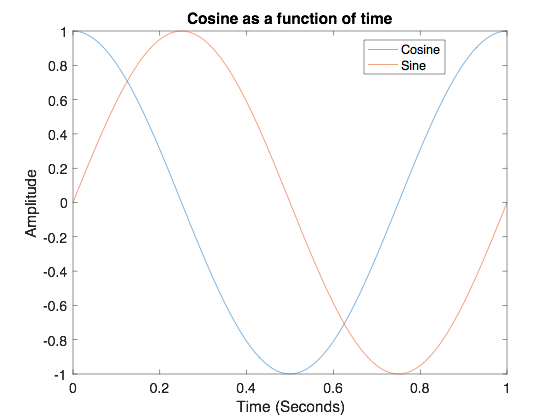 Cosine as a function of time
Cosine
Sine
1
0.8
0.6
0.4
0.2
0
-0.2
-0.4
-0.6
-0.8
-1
Amplitude
0 0.2 0.4 0.6 0.8 1
Time (Seconds)